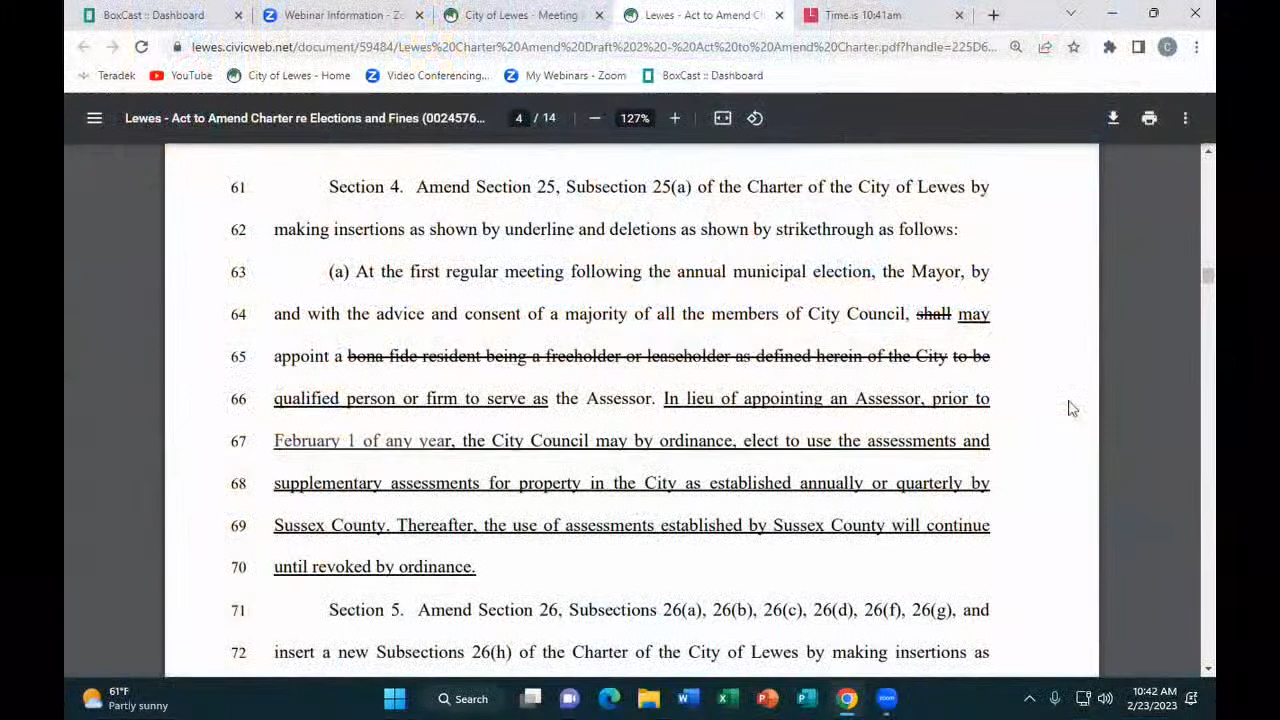 BoxCast :: Dashboard
Webinar Information - Zo
City of Lewes - Meeting
Lewes - Act to Amend Ch
Time.is 10:41am
lewes.civicweb.net/document/59484/Lewes%20Charter%20Amend%20Draft%202%20-%20Act%20to%20Amend%20Charter.pdf?handle=225D6...
C
Teradek
YouTube
City of Lewes - Home
Video Conferencing...
My Webinars - Zoom
BoxCast :: Dashboard
Lewes - Act to Amend Charter re Elections and Fines (0024576...
4 / 14
127%
61 Section 4. Amend Section 25, Subsection 25(a) of the Charter of the City of Lewes by
62 making insertions as shown by underline and deletions as shown by strikethrough as follows:
63 (a) At the first regular meeting following the annual municipal election, the Mayor, by
64 and with the advice and consent of a majority of all the members of City Council, shall may
65 appoint a bona fide resident being a freeholder or leaseholder as defined herein of the City to be
66 qualified person or firm to serve as the Assessor. In lieu of appointing an Assessor, prior to
67 February 1 of any year, the City Council may by ordinance, elect to use the assessments and
68 supplementary assessments for property in the City as established annually or quarterly by
69 Sussex County. Thereafter, the use of assessments established by Sussex County will continue
70 until revoked by ordinance.
71 Section 5. Amend Section 26, Subsections 26(a), 26(b), 26(c), 26(d), 26(f), 26(g), and
72 insert a new Subsections 26(h) of the Charter of the City of Lewes by making insertions as
61°F
Partly sunny
Search
10:42 AM
2/23/2023